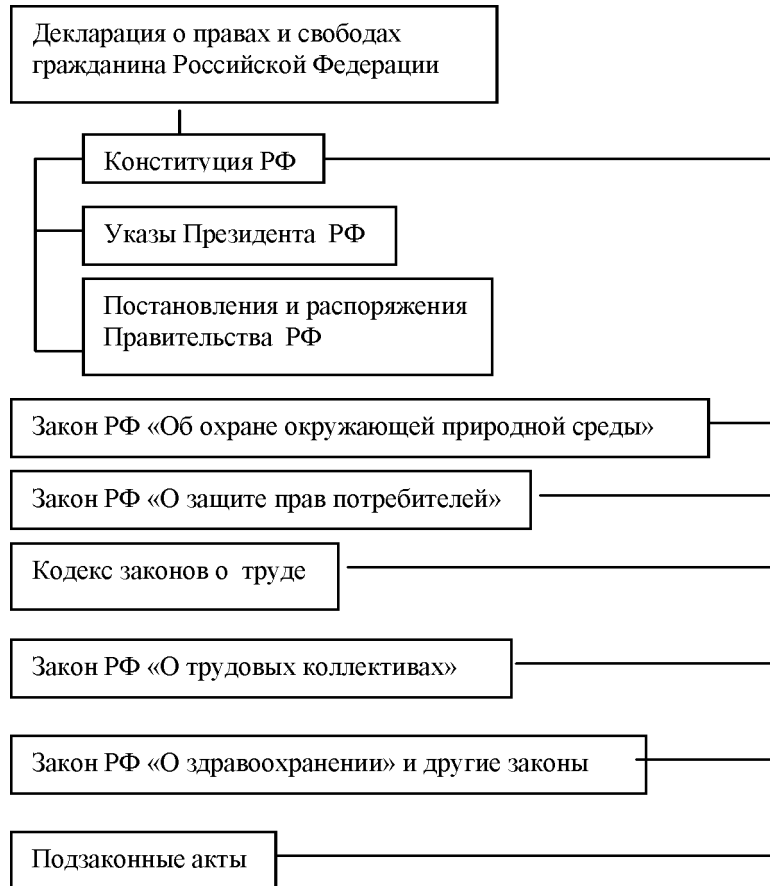 Декларация о правах и свободах
гражданина Российской Федерации
Конституция РФ
Указы Президента РФ
Постановления и распоряжения
Правительства РФ
Закон РФ «Об охране окружающей природной среды»
Закон РФ «О защите прав потребителей»
Кодекс законов о труде
Закон РФ «О трудовых коллективах»
Закон РФ «О здравоохранении» и другие законы
Подзаконные акты